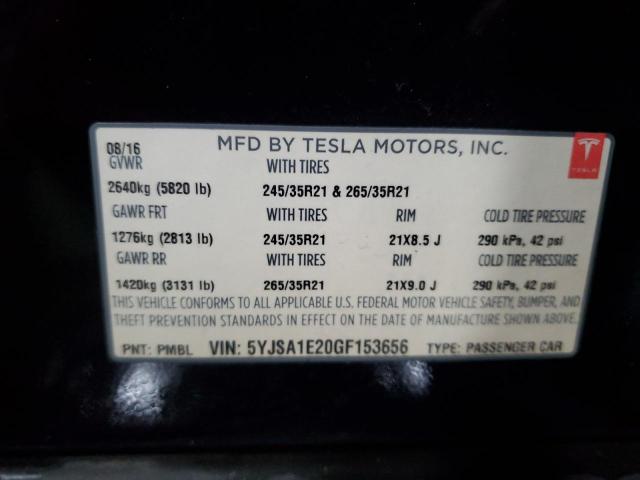 08/16 MFD BY TESLA MOTORS, INC.
GVWR WITH TIRES
2640kg (5820 lb) 245/35R21 & 265/35R21
GAWR FRT WITH TIRES RIM COLD TIRE PRESSURE
1276kg (2813 lb) 245/35R21 21X8.5 J 290 kPa, 42 psi
GAWR RR WITH TIRES RIM COLD TIRE PRESSURE
1420kg (3131 lb) 265/35R21 21X9.0 J 290 kPa, 42 psi
THIS VEHICLE CONFORMS TO ALL APPLICABLE U.S. FEDERAL MOTOR VEHICLE SAFETY, BUMPER, AND
THEFT PREVENTION STANDARDS IN EFFECT ON THE DATE OF MANUFACTURE SHOWN ABOVE.
PNT: PMBL VIN: 5YJSA1E20GF153656 TYPE: PASSENGER CAR
TESLA